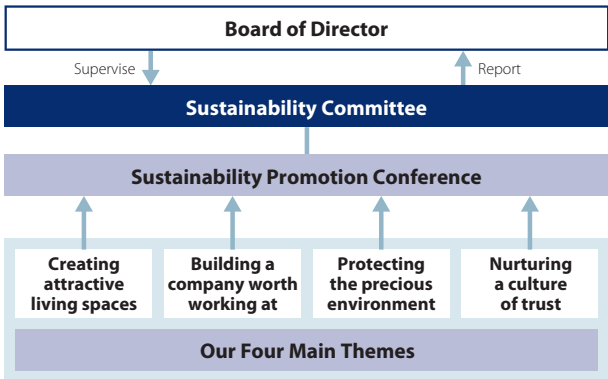 Board of Director
Supervise
Report
Sustainability Committee
Sustainability Promotion Conference
Creating
attractive
living spaces
Building a
company worth
working at
Protecting
the precious
environment
Nurturing
a culture
of trust
Our Four Main Themes